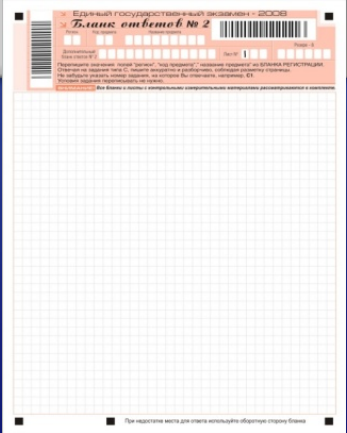 Единый государственный экзамен - 2008
Бланк ответов № 2
Регион Код предмета Название предмета
Резерв - 5
Дополнительный бланк ответов № 2
Лист № 1
Перепишите значения полей "регион", "код предмета", "название предмета" из БЛАНКА РЕГИСТРАЦИИ.
Отвечая на задания типа С, пишите аккуратно и разборчиво, соблюдая разметку страницы.
Не забудьте указать номер задания, на которое Вы отвечаете, например, С1.
Условия задания переписывать не нужно.
ВНИМАНИЕ! Все бланки и листы с контрольными измерительными материалами рассматриваются в комплекте
При недостатке места для ответа используйте оборотную сторону бланка